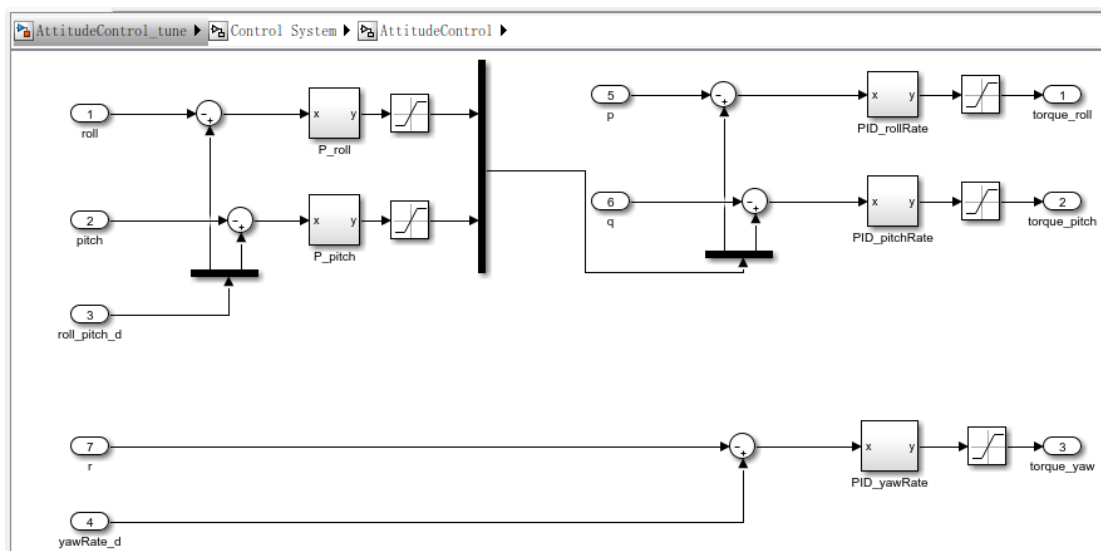 AttitudeControl_tune Control System AttitudeControl
1
roll
x y
P_roll
5
p
x y
PID_rollRate
1
torque_roll
2
pitch
x y
P_pitch
6
q
x y
PID_pitchRate
2
torque_pitch
3
roll_pitch_d
7
r
x y
PID_yawRate
3
torque_yaw
4
yawRate_d